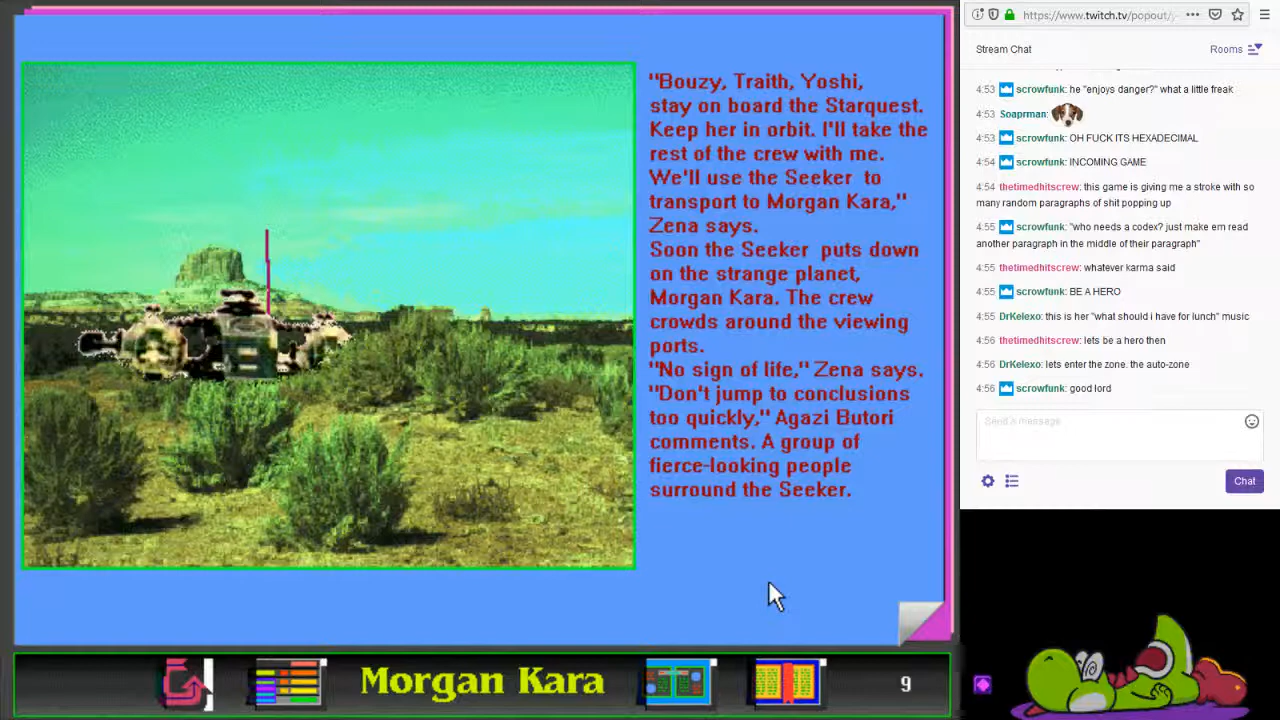 "Bouzy, Traith, Yoshi,
stay on board the Starquest.
Keep her in orbit. I'll take the
rest of the crew with me.
We'll use the Seeker  to
transport to Morgan Kara,"
Zena says.
Soon the Seeker  puts down
on the strange planet,
Morgan Kara. The crew
crowds around the viewing
ports.
"No sign of life," Zena says.
"Don't jump to conclusions
too quickly," Agazi Butori
comments. A group of
fierce-looking people
surround the Seeker.
Morgan Kara
9
https://www.twitch.tv/popout/
Stream Chat
Rooms
4:53 scrowfunk: he "enjoys danger?" what a little freak
4:53 Soaprman:
4:53 scrowfunk: OH FUCK ITS HEXADECIMAL
4:54 scrowfunk: INCOMING GAME
4:54 thetimedhitscrew: this game is giving me a stroke with so
many random paragraphs of shit popping up
4:55 scrowfunk: "who needs a codex? just make em read
another paragraph in the middle of their paragraph"
4:55 thetimedhitscrew: whatever karma said
4:55 scrowfunk: BE A HERO
4:55 DrKelexo: this is her "what should i have for lunch" music
4:56 thetimedhitscrew: lets be a hero then
4:56 DrKelexo: lets enter the zone. the auto-zone
4:56 scrowfunk: good lord
Send a message
Chat